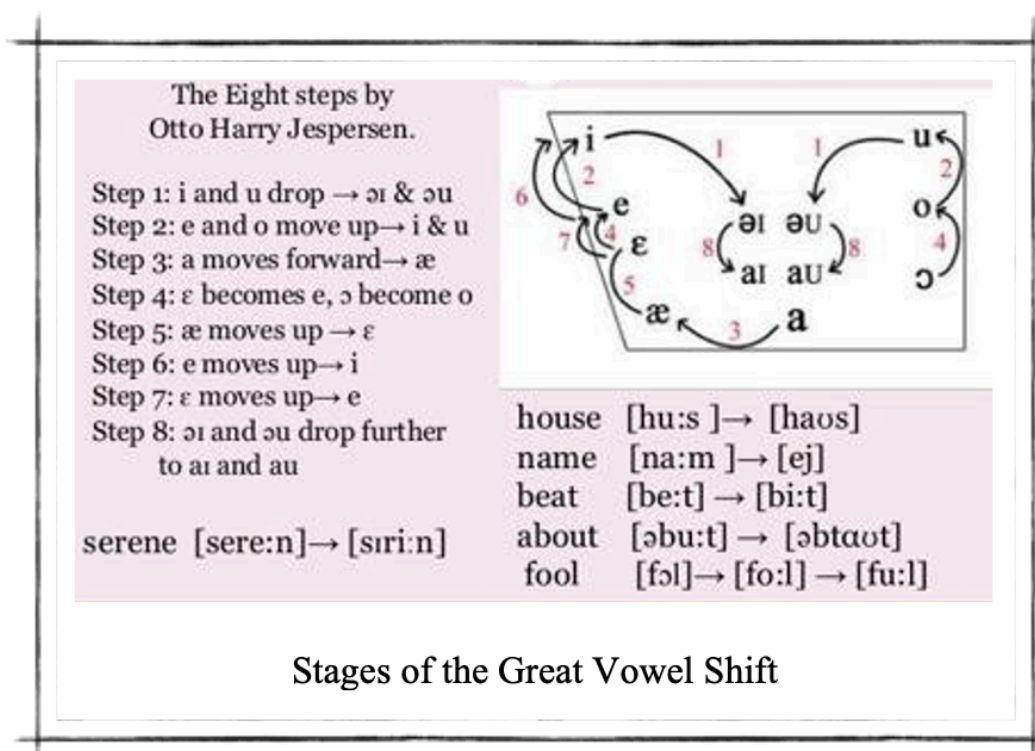 The Eight steps by
Otto Harry Jespersen.
Step 1: i and u drop → əɪ & əu
Step 2: e and o move up→ i & u
Step 3: a moves forward→ æ
Step 4: ɛ becomes e, ɔ become o
Step 5: æ moves up → ɛ
Step 6: e moves up→ i
Step 7: ɛ moves up→ e
Step 8: əɪ and əu drop further
to aɪ and au
serene [sere:n]→ [sɪri:n]
i 1 1 u
2 2
6 e o
7 4 ɛ əɪ əU 4
8 8
5 aI aU ɔ
æ 3 a
house [hu:s ]→ [haʊs]
name [na:m ]→ [ej]
beat [be:t] → [bi:t]
about [əbu:t] → [əbtaʊt]
fool [fɔl]→ [fo:l] → [fu:l]
Stages of the Great Vowel Shift